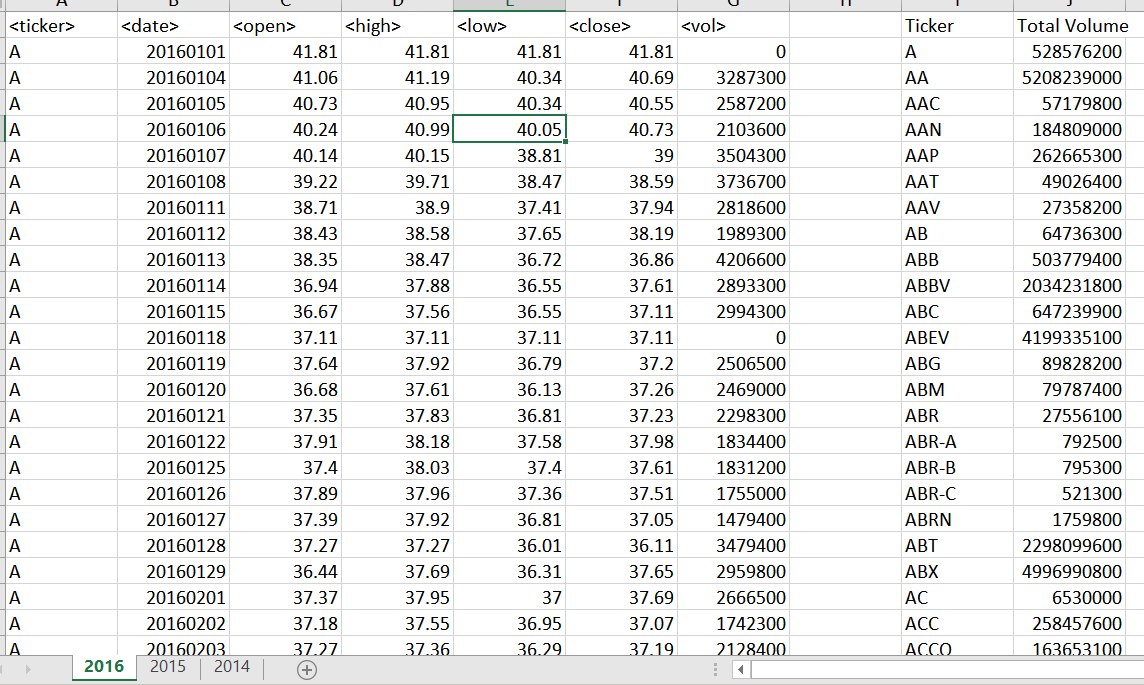 A B C D E F G H I J
<ticker> <date> <open> <high> <low> <close> <vol> Ticker Total Volume
A 20160101 41.81 41.81 41.81 41.81 0 A 528576200
A 20160104 41.06 41.19 40.34 40.69 3287300 AA 5208239000
A 20160105 40.73 40.95 40.34 40.55 2587200 AAC 57179800
A 20160106 40.24 40.99 40.05 40.73 2103600 AAN 184809000
A 20160107 40.14 40.15 38.81 39 3504300 AAP 262665300
A 20160108 39.22 39.71 38.47 38.59 3736700 AAT 49026400
A 20160111 38.71 38.9 37.41 37.94 2818600 AAV 27358200
A 20160112 38.43 38.58 37.65 38.19 1989300 AB 64736300
A 20160113 38.35 38.47 36.72 36.86 4206600 ABB 503779400
A 20160114 36.94 37.88 36.55 37.61 2893300 ABBV 2034231800
A 20160115 36.67 37.56 36.55 37.11 2994300 ABC 647239900
A 20160118 37.11 37.11 37.11 37.11 0 ABEV 4199335100
A 20160119 37.64 37.92 36.79 37.2 2506500 ABG 89828200
A 20160120 36.68 37.61 36.13 37.26 2469000 ABM 79787400
A 20160121 37.35 37.83 36.81 37.23 2298300 ABR 27556100
A 20160122 37.91 38.18 37.58 37.98 1834400 ABR-A 792500
A 20160125 37.4 38.03 37.4 37.61 1831200 ABR-B 795300
A 20160126 37.89 37.96 37.36 37.51 1755000 ABR-C 521300
A 20160127 37.39 37.92 36.81 37.05 1479400 ABRN 1759800
A 20160128 37.27 37.27 36.01 36.11 3479400 ABT 2298099600
A 20160129 36.44 37.69 36.31 37.65 2959800 ABX 4996990800
A 20160201 37.37 37.95 37 37.69 2666500 AC 6530000
A 20160202 37.18 37.55 36.95 37.07 1742300 ACC 258457600
A 20160203 37.27 37.36 36.29 37.19 2128400 ACCO 163653100
2016 2015 2014